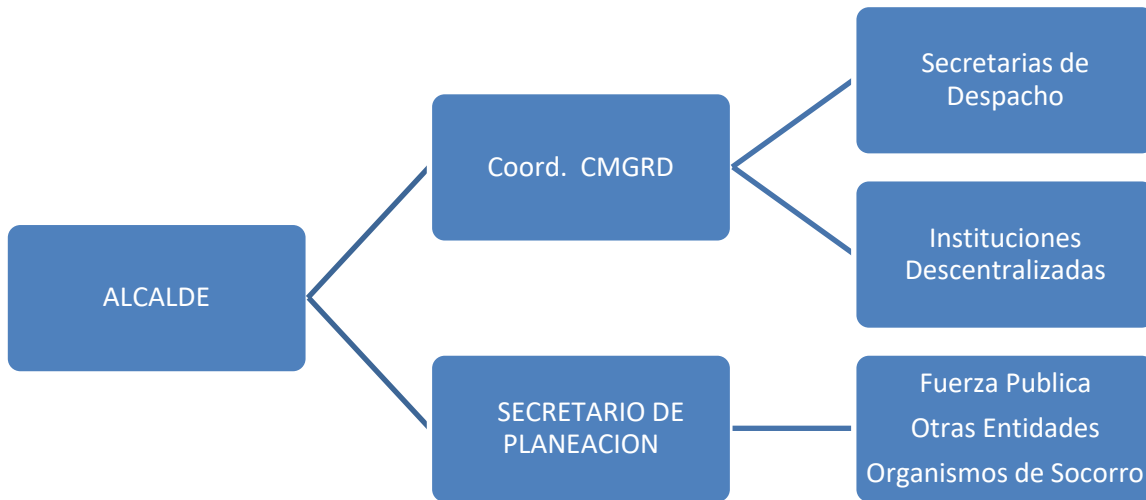 ALCALDE
Coord. CMGRD
Secretarias de
Despacho
Instituciones
Descentralizadas
SECRETARIO DE
PLANEACION
Fuerza Publica
Otras Entidades
Organismos de Socorro